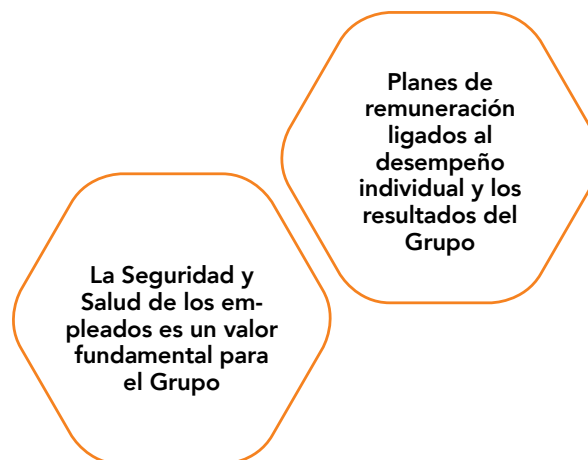 Planes de
remuneración
ligados al
desempeño
individual y los
resultados del
Grupo
La Seguridad y
Salud de los em-
pleados es un valor
fundamental para
el Grupo